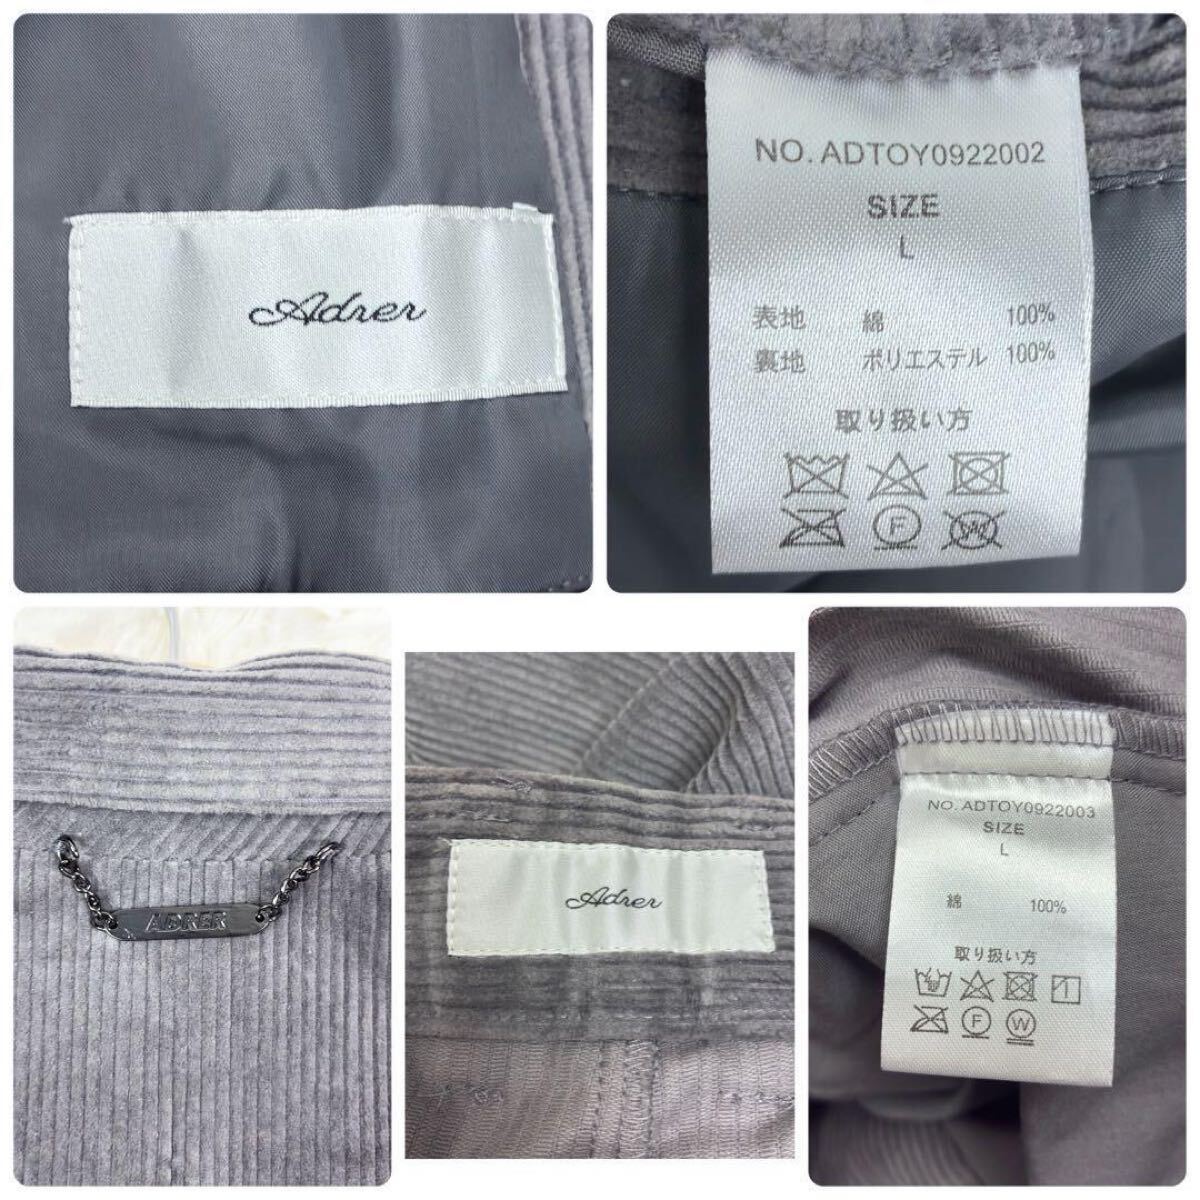 Adrer
NO. ADTOY0922002
SIZE
L
表地 綿 100%
裏地 ポリエステル 100%
取り扱い方
F
W
ADRER
Adrer
NO. ADTOY0922003
SIZE
L
綿 100%
取り扱い方
F W